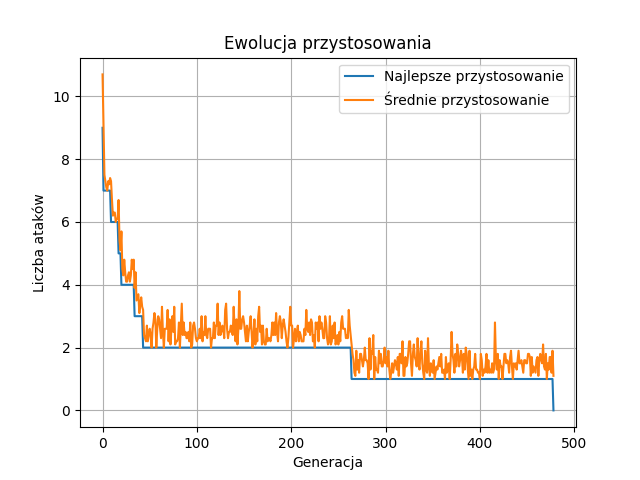 Ewolucja przystosowania
Najlepsze przystosowanie
Średnie przystosowanie
Liczba ataków
10
8
6
4
2
0
0 100 200 300 400 500
Generacja